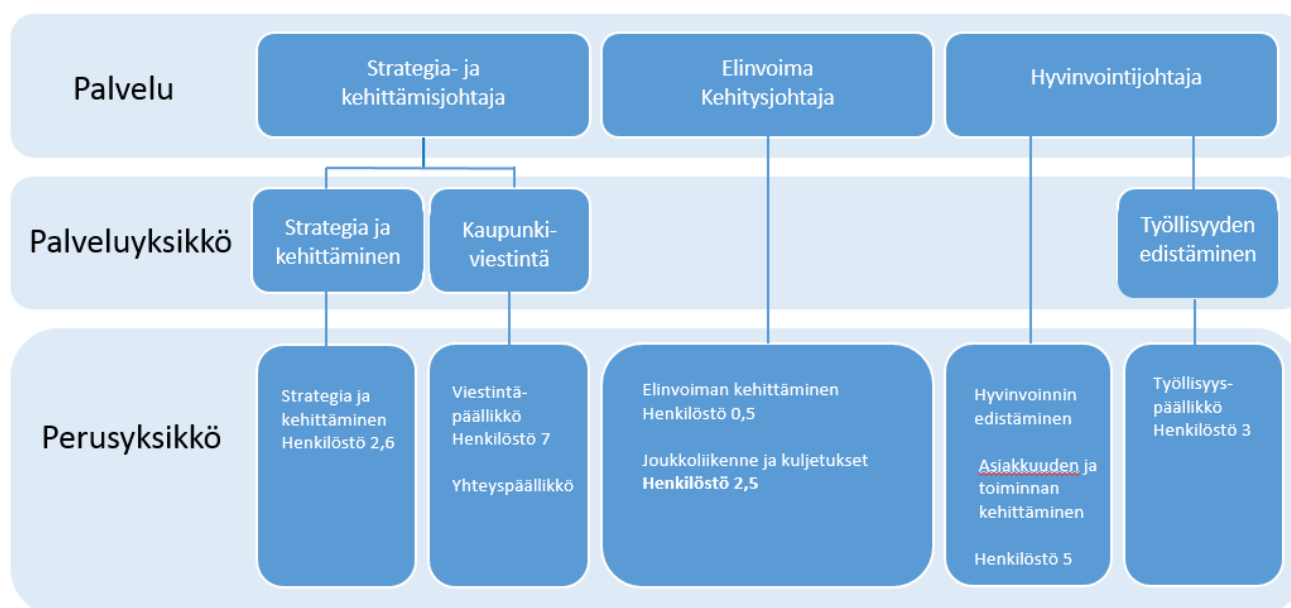 Palvelu
Strategia- ja
kehittämisjohtaja
Elinvoima
Kehitysjohtaja
Hyvinvointijohtaja
Palveluyksikkö
Strategia ja
kehittäminen
Kaupunki-
viestintä
Työllisyyden
edistäminen
Perusyksikkö
Strategia ja
kehittäminen
Henkilöstö 2,6
Viestintä-
päällikkö
Henkilöstö 7
Yhteyspäällikkö
Elinvoiman kehittäminen
Henkilöstö 0,5
Joukkoliikenne ja kuljetukset
Henkilöstö 2,5
Hyvinvoinnin
edistäminen
Asiakkuuden ja
toiminnan
kehittäminen
Henkilöstö 5
Työllisyys-
päällikkö
Henkilöstö 3